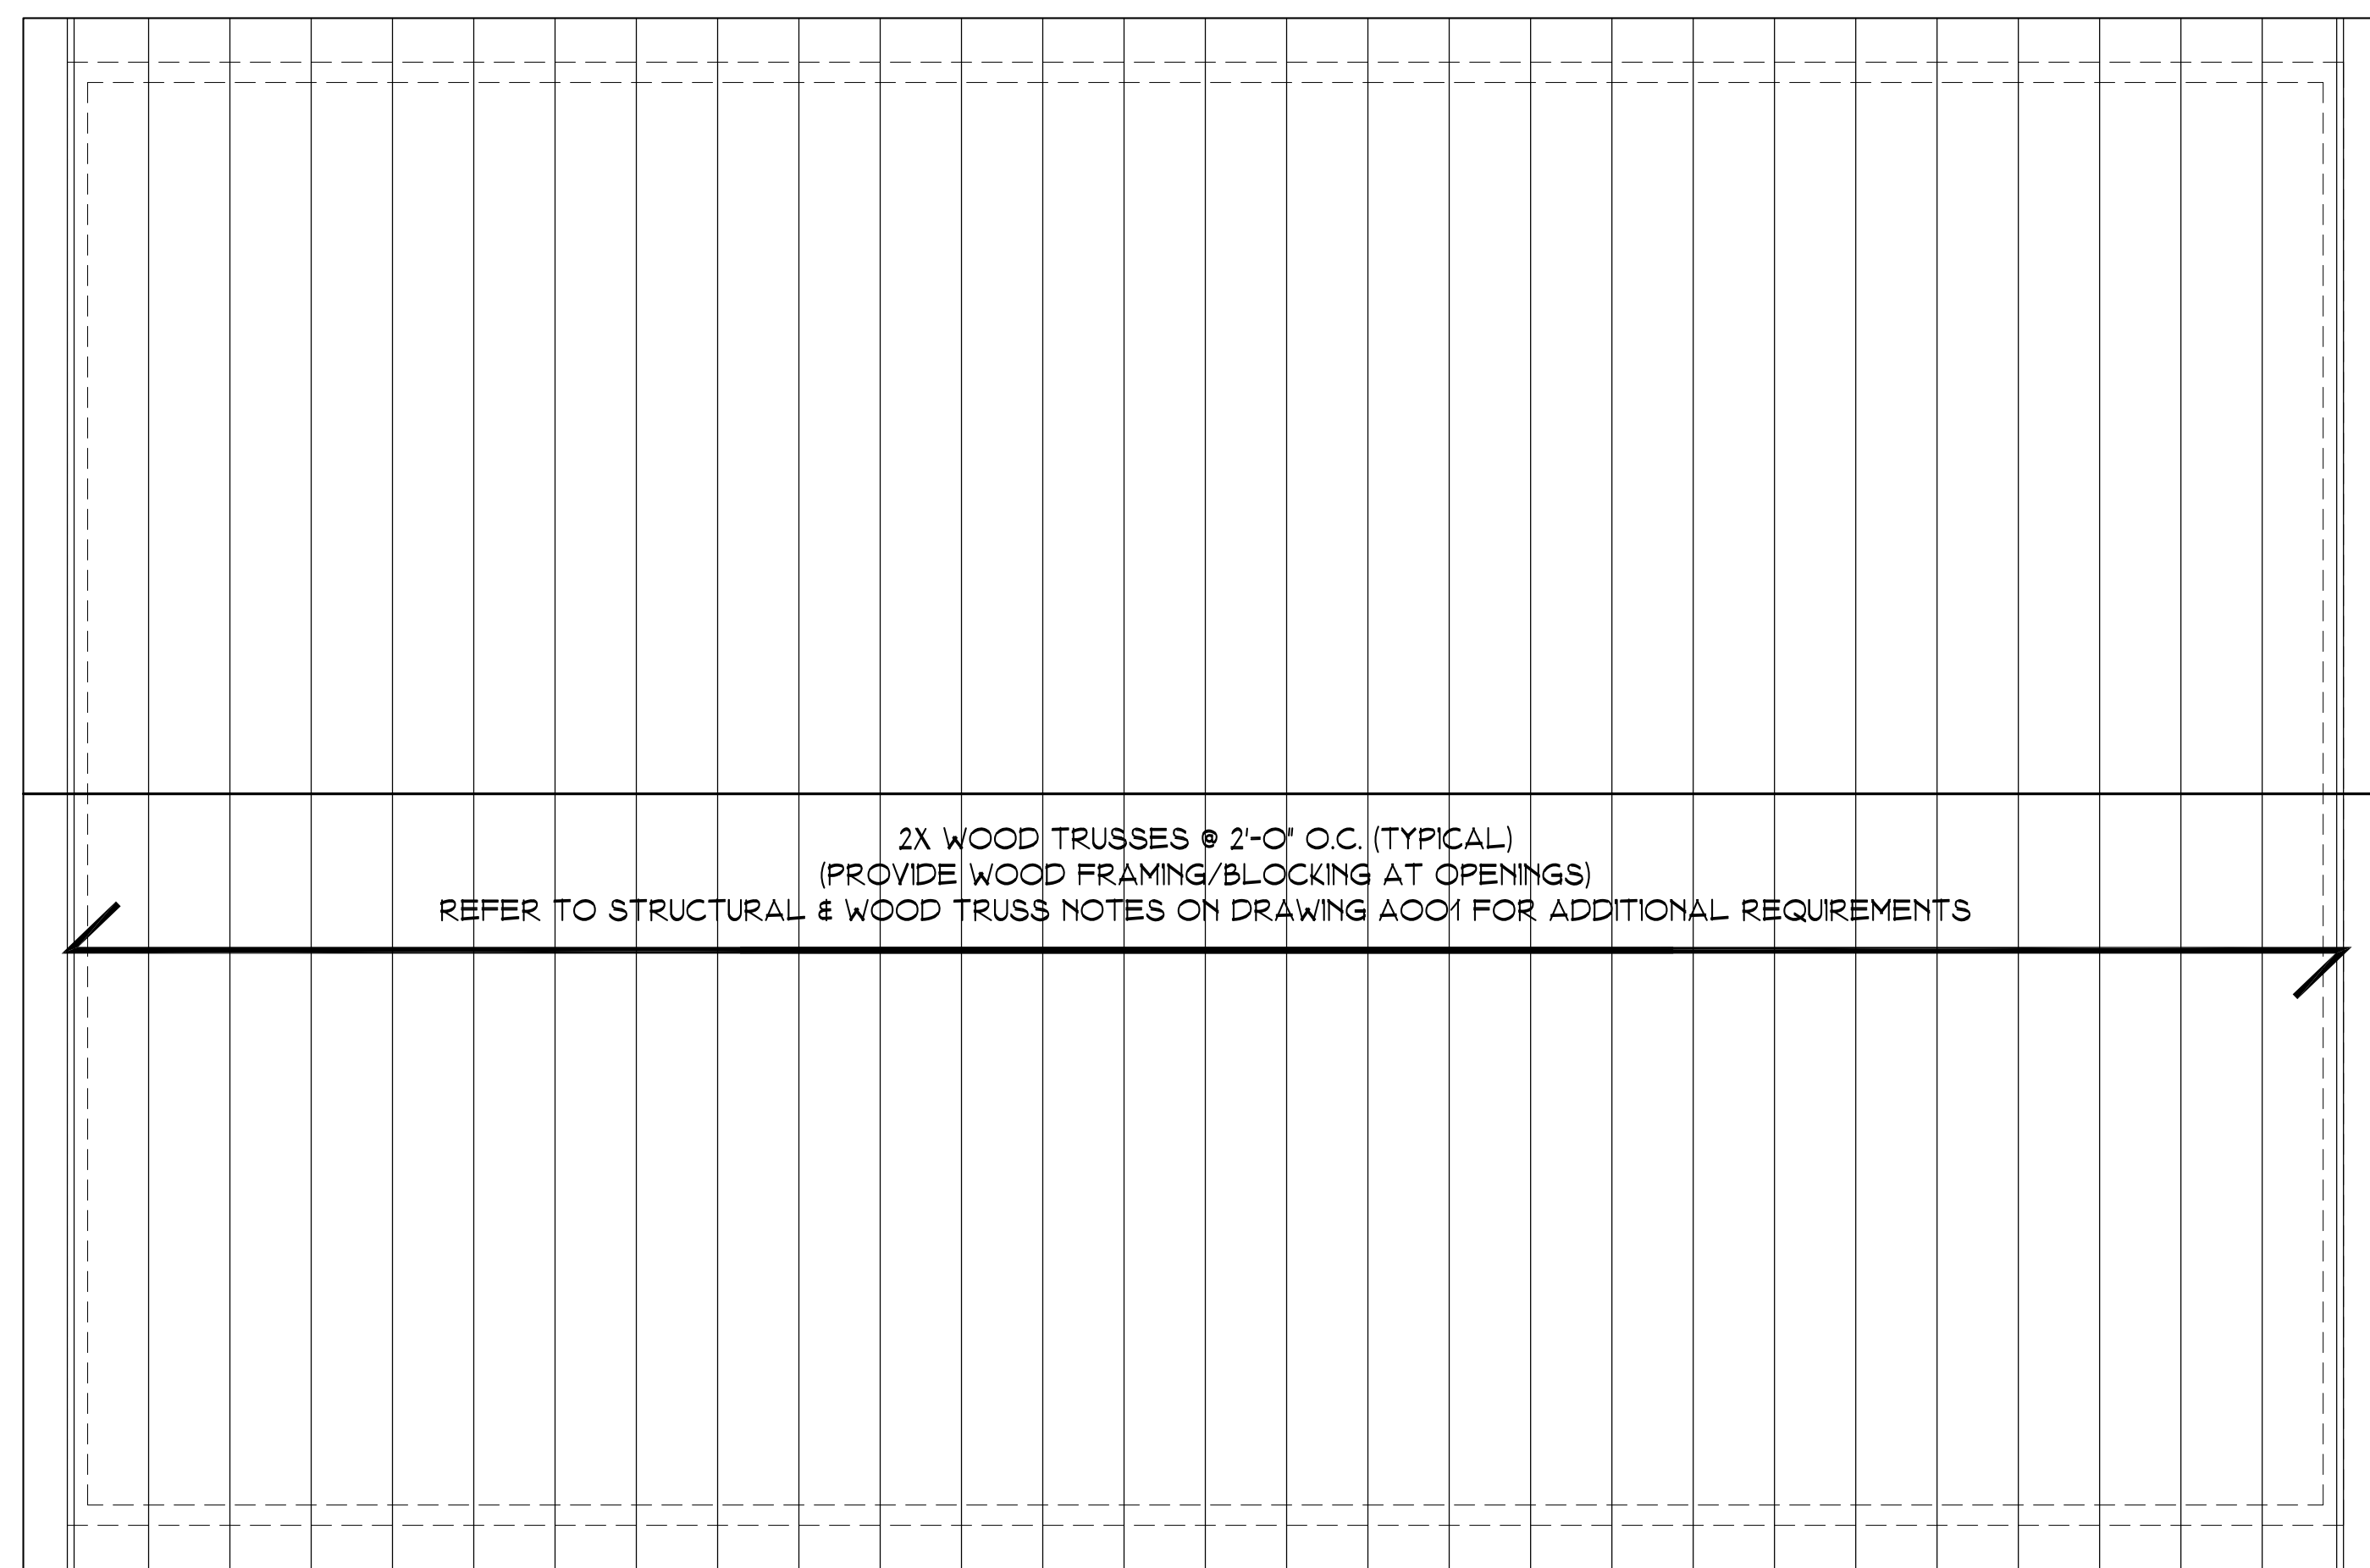 2X WOOD TRUSSES @ 2'-0" O.C. (TYPICAL)
(PROVIDE WOOD FRAMING/BLOCKING AT OPENINGS)
REFER TO STRUCTURAL & WOOD TRUSS NOTES ON DRAWING A001 FOR ADDITIONAL REQUIREMENTS